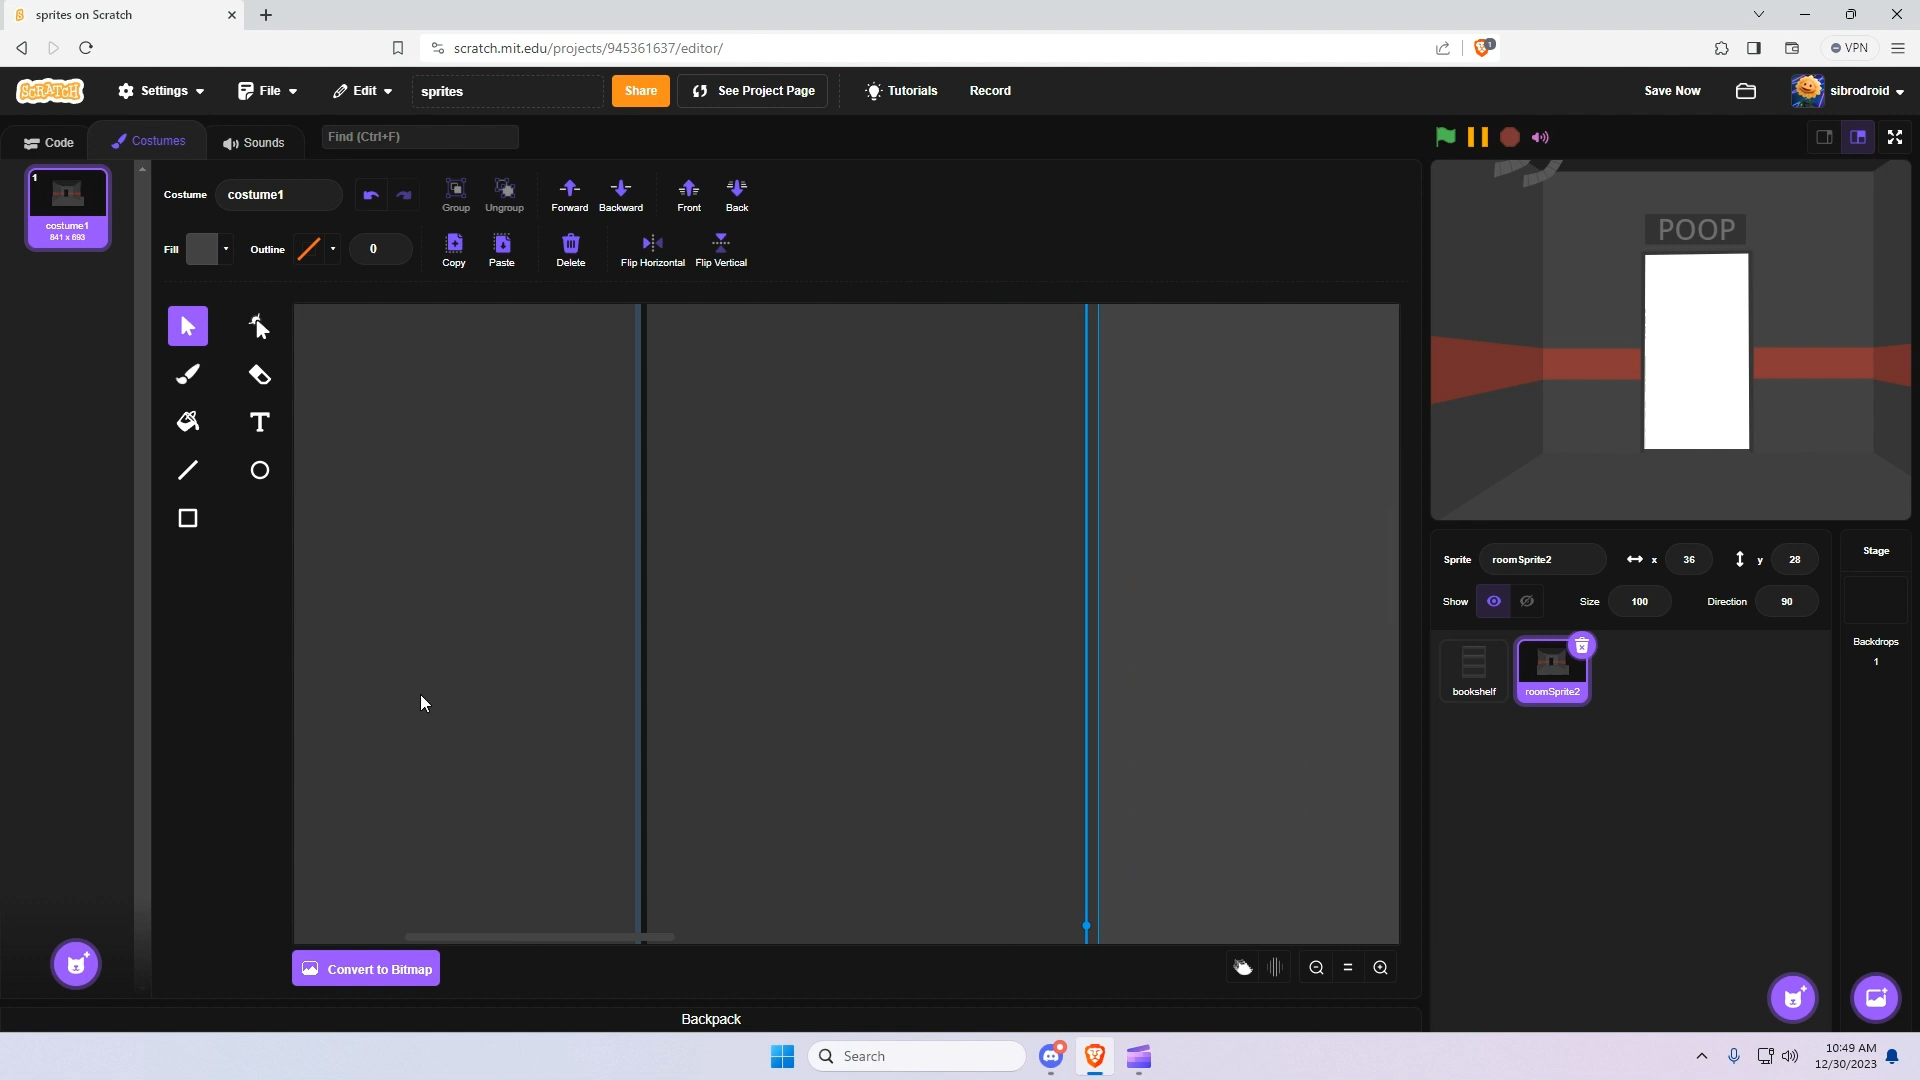 sprites on Scratch
scratch.mit.edu/projects/945361637/editor/
1
VPN
SCRATCH
Settings
File
Edit
sprites
Share
See Project Page
Tutorials
Record
Save Now
sibrodroid
Code
Costumes
Sounds
Find (Ctrl+F)
1
costume1
841 x 693
Costume
costume1
Group
Ungroup
Forward
Backward
Front
Back
Fill
Outline
0
Copy
Paste
Delete
Flip Horizontal
Flip Vertical
POOP
Sprite
roomSprite2
x
36
y
28
Show
Size
100
Direction
90
Stage
Backdrops
1
bookshelf
roomSprite2
Convert to Bitmap
Backpack
Search
10:49 AM
12/30/2023